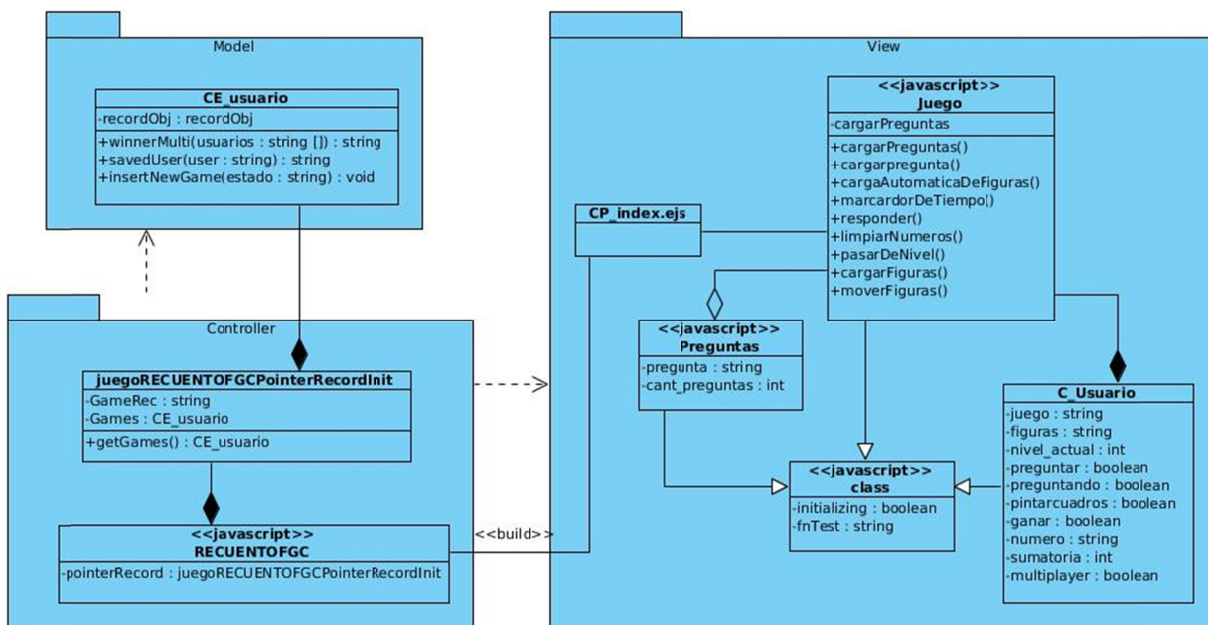 Model
CE_usuario
-recordObj : recordObj
+winnerMulti(usuarios : string []) : string
+savedUser(user : string) : string
+insertNewGame(estado : string) : void
Controller
juegoRECUENTOFGCPointerRecordInit
-GameRec : string
-Games : CE_usuario
+getGames() : CE_usuario
<<javascript>>
RECUENTOFGC
-pointerRecord : juegoRECUENTOFGCPointerRecordInit
<<build>>
View
CP_index.ejs
<<javascript>>
Juego
-cargarPreguntas
+cargarPreguntas()
+cargarpregunta()
+cargaAutomaticaDeFiguras()
+marcardorDeTiempo()
+responder()
+limpiarNumeros()
+pasarDeNivel()
+cargarFiguras()
+moverFiguras()
<<javascript>>
Preguntas
-pregunta : string
-cant_preguntas : int
<<javascript>>
class
-initializing : boolean
-fnTest : string
C_Usuario
-juego : string
-figuras : string
-nivel_actual : int
-preguntar : boolean
-preguntando : boolean
-pintarcuadros : boolean
-ganar : boolean
-numero : string
-sumatoria : int
-multiplayer : boolean